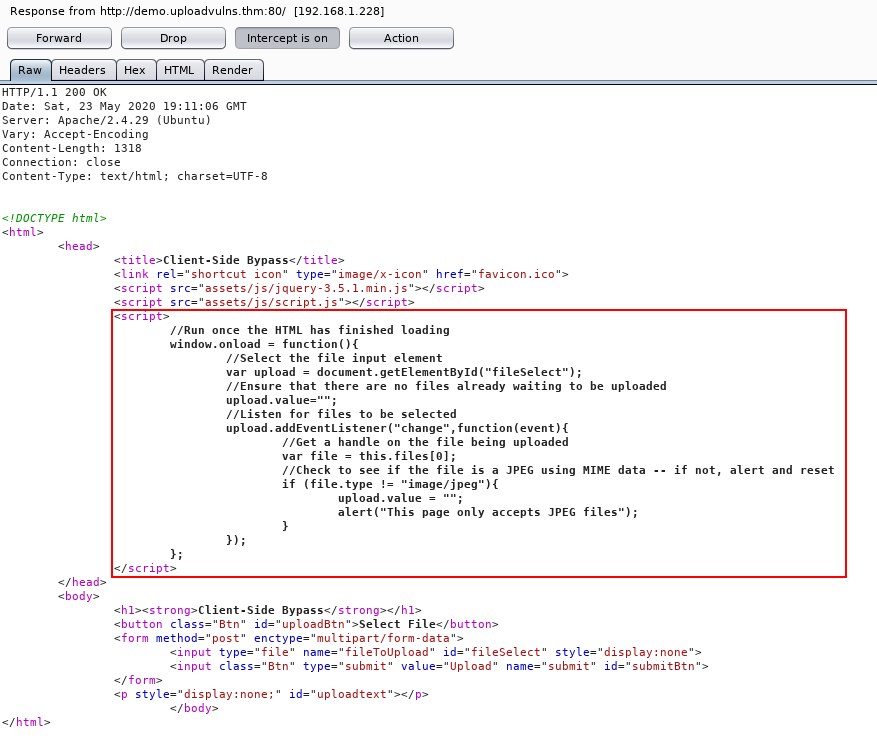 Response from http://demo.uploadvulns.thm:80/ [192.168.1.228]
Forward Drop Intercept is on Action
Raw Headers Hex HTML Render
HTTP/1.1 200 OK
Date: Sat, 23 May 2020 19:11:06 GMT
Server: Apache/2.4.29 (Ubuntu)
Vary: Accept-Encoding
Content-Length: 1318
Connection: close
Content-Type: text/html; charset=UTF-8
<!DOCTYPE html>
<html>
<head>
<title>Client-Side Bypass</title>
<link rel="shortcut icon" type="image/x-icon" href="favicon.ico">
<script src="assets/js/jquery-3.5.1.min.js"></script>
<script src="assets/js/script.js"></script>
<script>
//Run once the HTML has finished loading
window.onload = function(){
//Select the file input element
var upload = document.getElementById("fileSelect");
//Ensure that there are no files already waiting to be uploaded
upload.value="";
//Listen for files to be selected
upload.addEventListener("change",function(event){
//Get a handle on the file being uploaded
var file = this.files[0];
//Check to see if the file is a JPEG using MIME data -- if not, alert and reset
if (file.type != "image/jpeg"){
upload.value = "";
alert("This page only accepts JPEG files");
}
});
};
</script>
</head>
<body>
<h1><strong>Client-Side Bypass</strong></h1>
<button class="Btn" id="uploadBtn">Select File</button>
<form method="post" enctype="multipart/form-data">
<input type="file" name="fileToUpload" id="fileSelect" style="display:none">
<input class="Btn" type="submit" value="Upload" name="submit" id="submitBtn">
</form>
<p style="display:none;" id="uploadtext"></p>
</body>
</html>